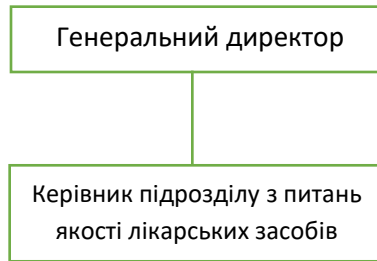 Генеральний директор
Керівник підрозділу з питань
якості лікарських засобів